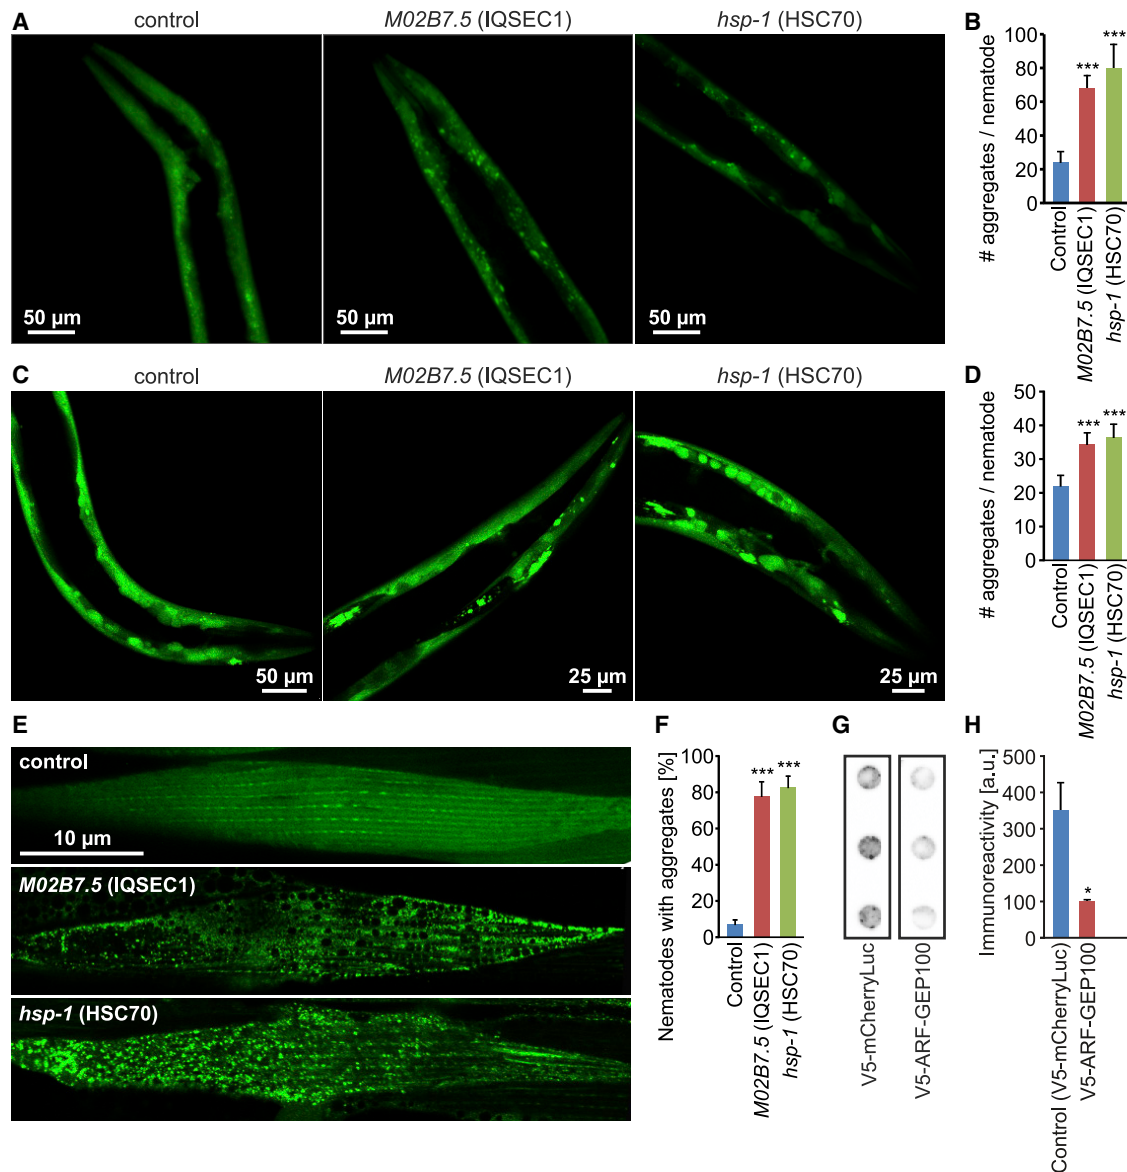 A
control
M02B7.5 (IQSEC1)
hsp-1 (HSC70)
50 µm
50 µm
50 µm
B
# aggregates / nematode
100
80
60
40
20
0
***
***
Control
M02B7.5 (IQSEC1)
hsp-1 (HSC70)
C
control
M02B7.5 (IQSEC1)
hsp-1 (HSC70)
50 µm
25 µm
25 µm
D
# aggregates / nematode
50
40
30
20
10
0
***
***
Control
M02B7.5 (IQSEC1)
hsp-1 (HSC70)
E
control
10 µm
M02B7.5 (IQSEC1)
hsp-1 (HSC70)
F
Nematodes with aggregates [%]
100
80
60
40
20
0
***
***
Control
M02B7.5 (IQSEC1)
hsp-1 (HSC70)
G
V5-mCherryLuc
V5-ARF-GEP100
H
Immunoreactivity [a.u.]
500
400
300
200
100
0
*
Control (V5-mCherryLuc)
V5-ARF-GEP100